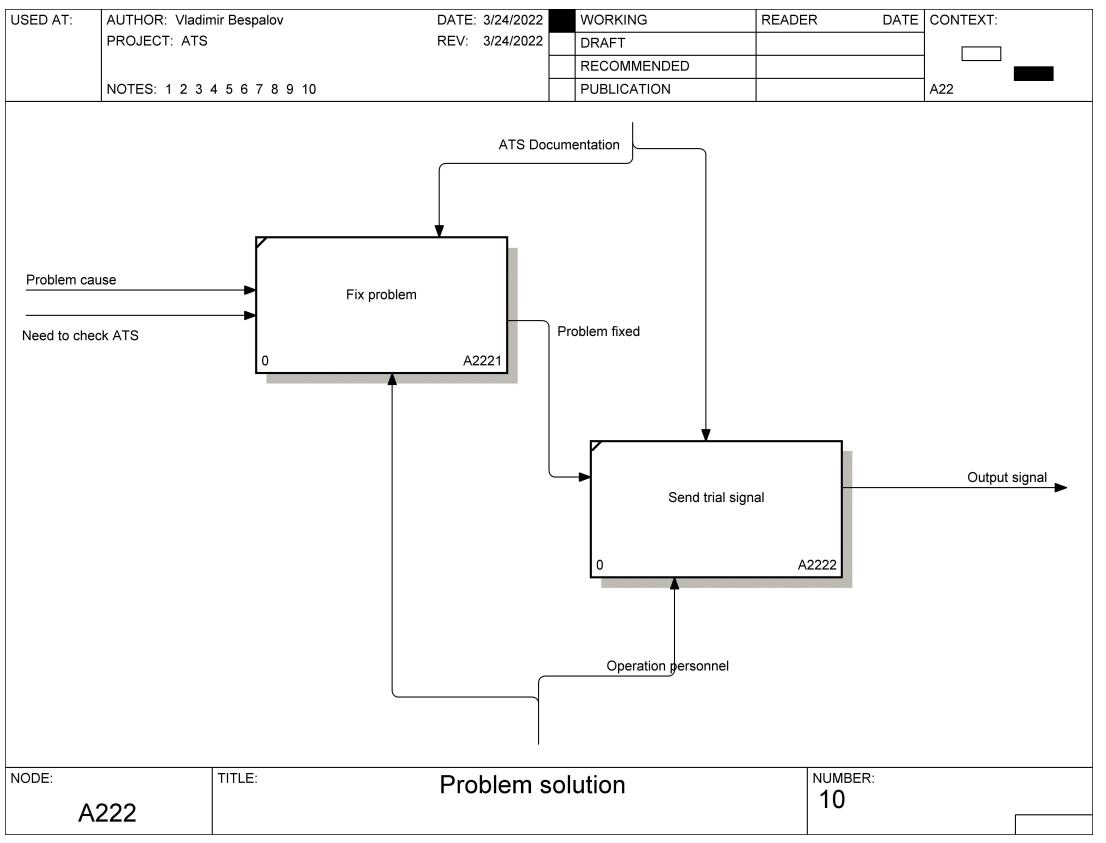 USED AT:
AUTHOR: Vladimir Bespalov
DATE: 3/24/2022
WORKING
READER
DATE
CONTEXT:
PROJECT: ATS
REV: 3/24/2022
DRAFT
RECOMMENDED
NOTES: 1 2 3 4 5 6 7 8 9 10
PUBLICATION
A22
ATS Documentation
Problem cause
Fix problem
Need to check ATS
Problem fixed
0
A2221
Output signal
Send trial signal
0
A2222
Operation personnel
NODE:
TITLE:
Problem solution
NUMBER:
10
A222